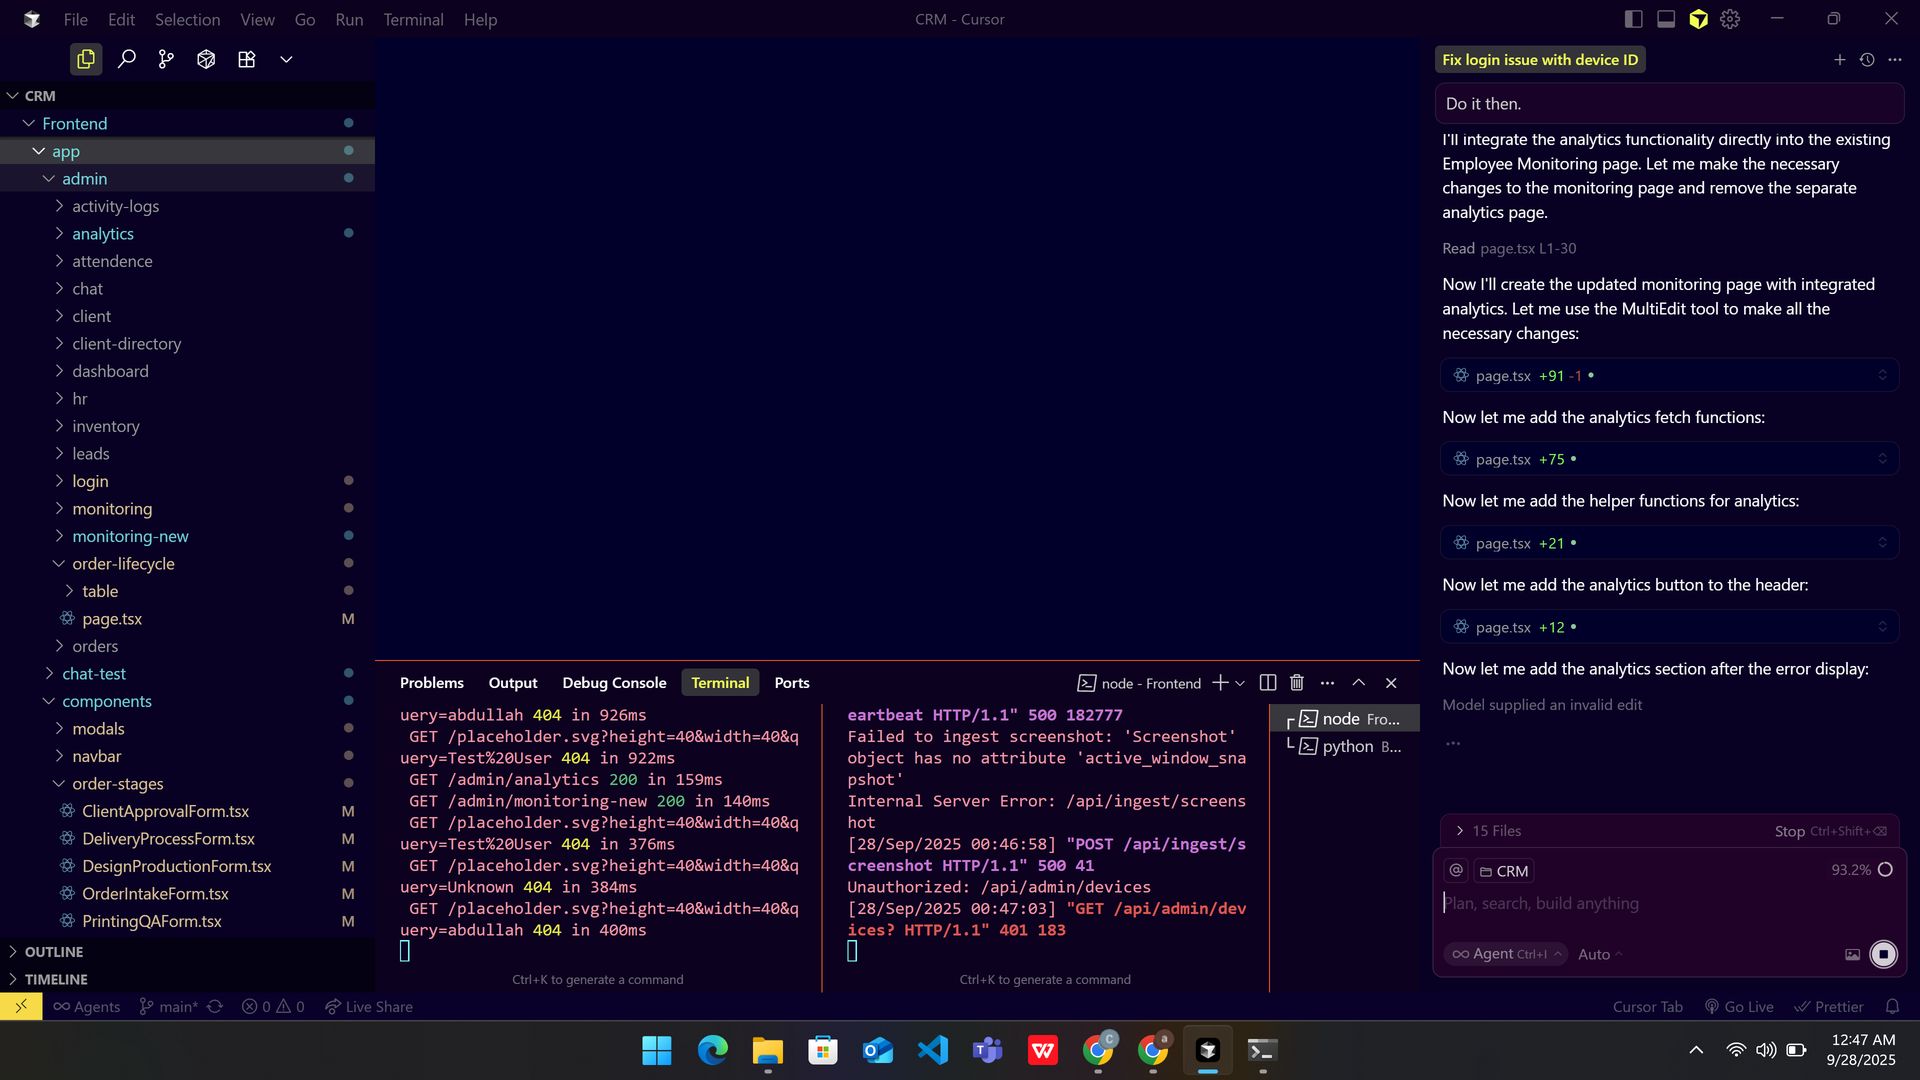 File Edit Selection View Go Run Terminal Help
CRM - Cursor
CRM
Frontend
app
admin
activity-logs
analytics
attendence
chat
client
client-directory
dashboard
hr
inventory
leads
login
monitoring
monitoring-new
order-lifecycle
table
page.tsx M
orders
chat-test
components
modals
navbar
order-stages
ClientApprovalForm.tsx M
DeliveryProcessForm.tsx M
DesignProductionForm.tsx M
OrderIntakeForm.tsx M
PrintingQAForm.tsx M
OUTLINE
TIMELINE
Problems Output Debug Console Terminal Ports
node - Frontend
uery=abdullah 404 in 926ms
GET /placeholder.svg?height=40&width=40&q
uery=Test%20User 404 in 922ms
GET /admin/analytics 200 in 159ms
GET /admin/monitoring-new 200 in 140ms
GET /placeholder.svg?height=40&width=40&q
uery=Test%20User 404 in 376ms
GET /placeholder.svg?height=40&width=40&q
uery=Unknown 404 in 384ms
GET /placeholder.svg?height=40&width=40&q
uery=abdullah 404 in 400ms
Ctrl+K to generate a command
eartbeat HTTP/1.1" 500 182777
Failed to ingest screenshot: 'Screenshot'
object has no attribute 'active_window_sna
pshot'
Internal Server Error: /api/ingest/screens
hot
[28/Sep/2025 00:46:58] "POST /api/ingest/s
creenshot HTTP/1.1" 500 41
Unauthorized: /api/admin/devices
[28/Sep/2025 00:47:03] "GET /api/admin/dev
ices? HTTP/1.1" 401 183
Ctrl+K to generate a command
node Fro...
python B...
Fix login issue with device ID
Do it then.
I'll integrate the analytics functionality directly into the existing
Employee Monitoring page. Let me make the necessary
changes to the monitoring page and remove the separate
analytics page.
Read page.tsx L1-30
Now I'll create the updated monitoring page with integrated
analytics. Let me use the MultiEdit tool to make all the
necessary changes:
page.tsx +91 -1
Now let me add the analytics fetch functions:
page.tsx +75
Now let me add the helper functions for analytics:
page.tsx +21
Now let me add the analytics button to the header:
page.tsx +12
Now let me add the analytics section after the error display:
Model supplied an invalid edit
15 Files Stop Ctrl+Shift+⌫
@ CRM 93.2%
Plan, search, build anything
Agent Ctrl+I Auto
Agents main* 0 0 Live Share
Cursor Tab Go Live Prettier
12:47 AM
9/28/2025